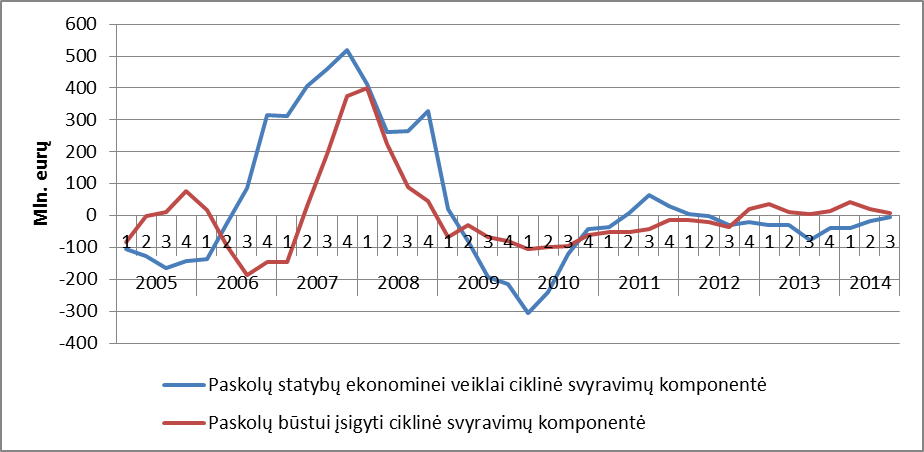 600
500
400
300
200
100
0
-100
-200
-300
-400
Mln. eurų
1 2 3 4 1 2 3 4 1 2 3 4 1 2 3 4 1 2 3 4 1 2 3 4 1 2 3 4 1 2 3 4 1 2 3 4 1 2 3
2005 2006 2007 2008 2009 2010 2011 2012 2013 2014
Paskolų statybų ekonominei veiklai ciklinė svyravimų komponentė
Paskolų būstui įsigyti ciklinė svyravimų komponentė